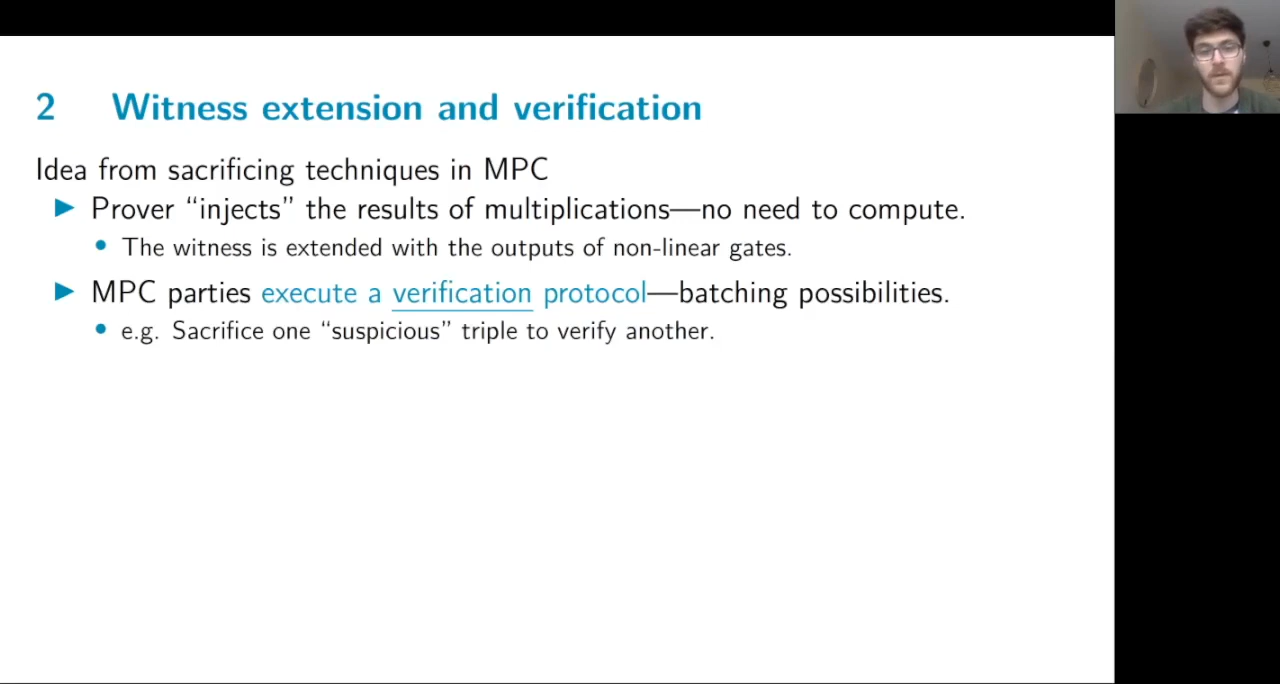 2 Witness extension and verification
Idea from sacrificing techniques in MPC
▶ Prover “injects” the results of multiplications—no need to compute.
• The witness is extended with the outputs of non-linear gates.
▶ MPC parties execute a verification protocol—batching possibilities.
• e.g. Sacrifice one “suspicious” triple to verify another.